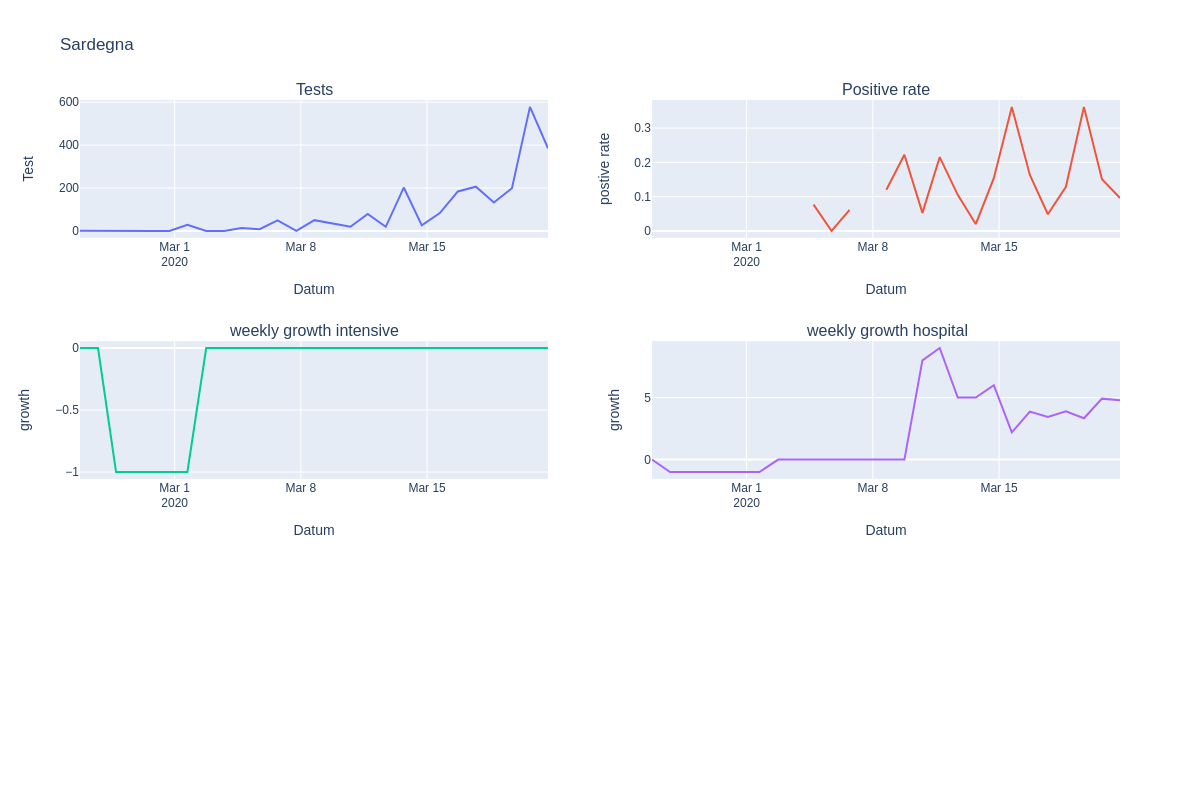 Sardegna
Tests
600
400
200
0
Test
Mar 1
2020
Mar 8
Mar 15
Datum
Positive rate
0.3
0.2
0.1
0
postive rate
Mar 1
2020
Mar 8
Mar 15
Datum
weekly growth intensive
0
−0.5
−1
growth
Mar 1
2020
Mar 8
Mar 15
Datum
weekly growth hospital
5
0
growth
Mar 1
2020
Mar 8
Mar 15
Datum